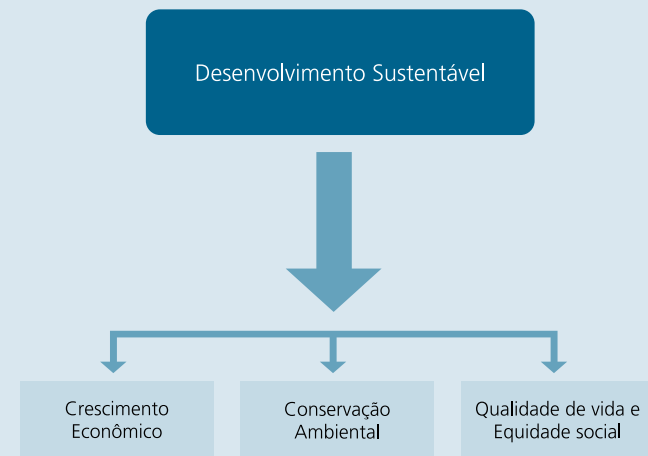 Desenvolvimento Sustentável
Crescimento
Econômico
Conservação
Ambiental
Qualidade de vida e
Equidade social